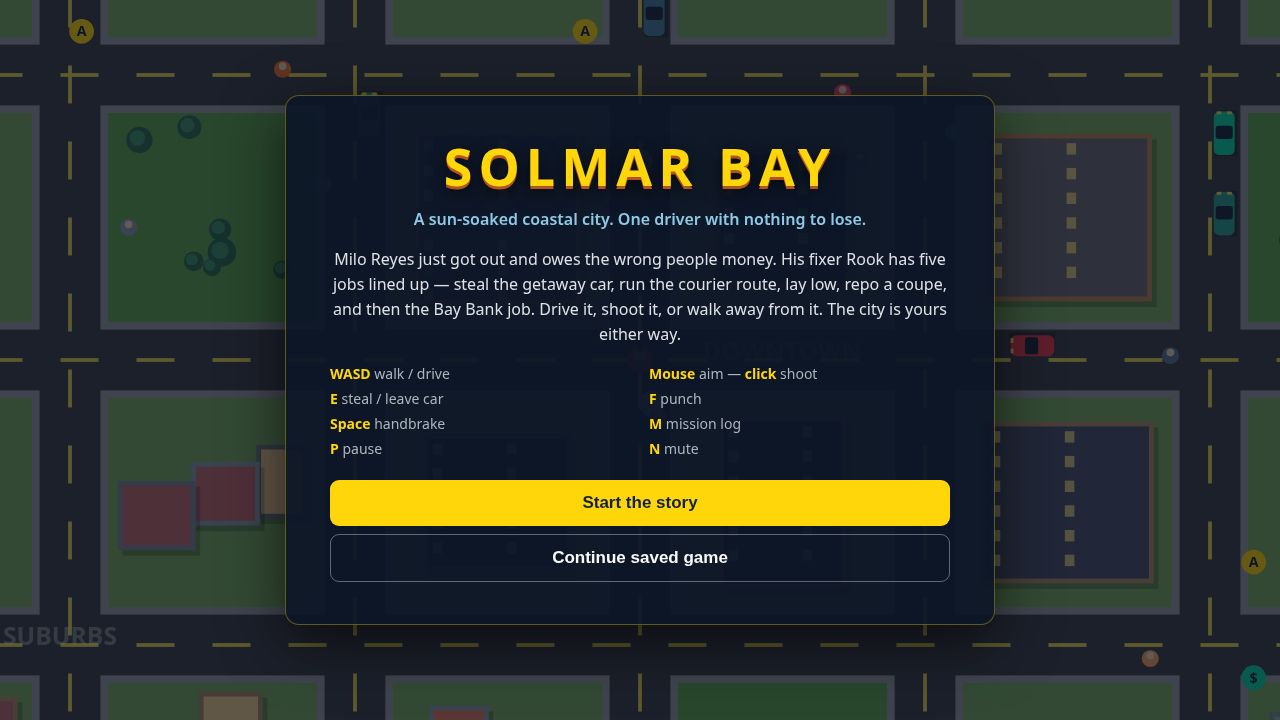 A
A
SOLMAR BAY
A sun-soaked coastal city. One driver with nothing to lose.
Milo Reyes just got out and owes the wrong people money. His fixer Rook has five
jobs lined up — steal the getaway car, run the courier route, lay low, repo a coupe,
and then the Bay Bank job. Drive it, shoot it, or walk away from it. The city is yours
either way.
DOWNTOWN
WASD walk / drive
Mouse aim — click shoot
E steal / leave car
F punch
Space handbrake
M mission log
P pause
N mute
Start the story
Continue saved game
A
SUBURBS
$